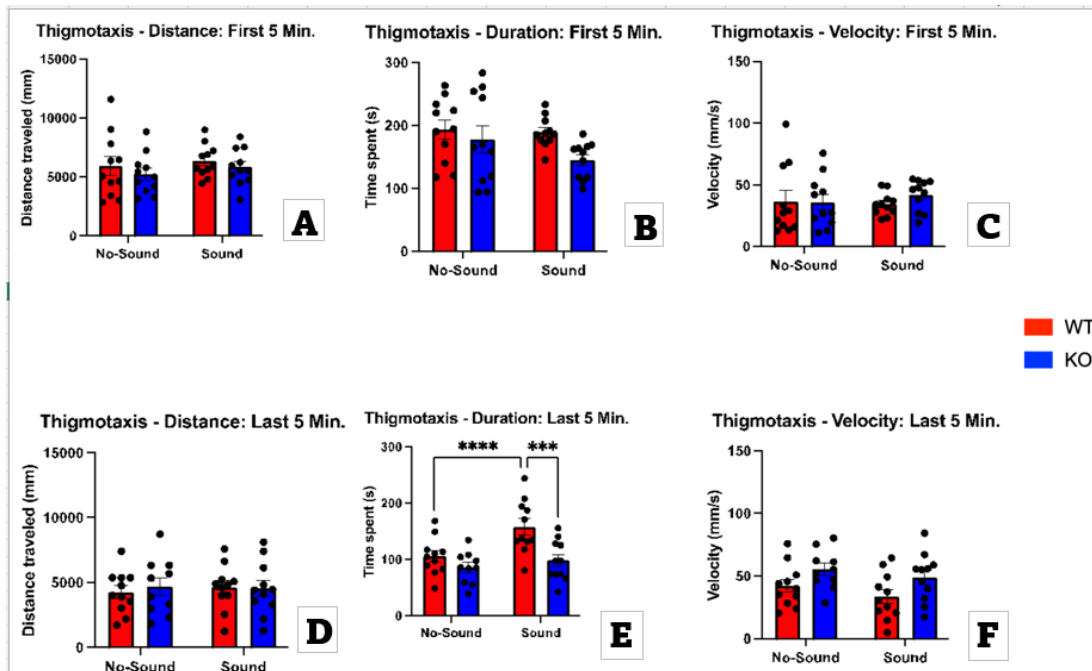 Thigmotaxis - Distance: First 5 Min.
Distance traveled (mm)
15000
10000
5000
0
No-Sound Sound
A
Thigmotaxis - Duration: First 5 Min.
Time spent (s)
300
200
100
0
No-Sound Sound
B
Thigmotaxis - Velocity: First 5 Min.
Velocity (mm/s)
150
100
50
0
No-Sound Sound
C
WT
KO
Thigmotaxis - Distance: Last 5 Min.
Distance traveled (mm)
15000
10000
5000
0
No-Sound Sound
D
Thigmotaxis - Duration: Last 5 Min.
Time spent (s)
300
200
100
0
**** ***
No-Sound Sound
E
Thigmotaxis - Velocity: Last 5 Min.
Velocity (mm/s)
150
100
50
0
No-Sound Sound
F